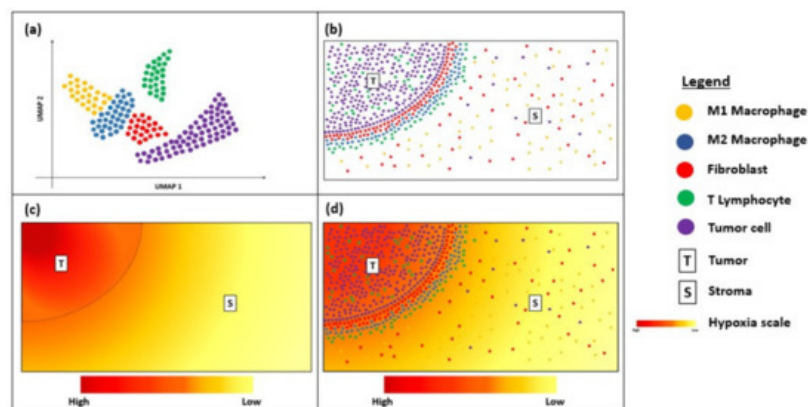 (a)
UMAP 2
UMAP 1
(b)
T
S
(c)
T
S
High
Low
(d)
T
S
High
Low
Legend
M1 Macrophage
M2 Macrophage
Fibroblast
T Lymphocyte
Tumor cell
T Tumor
S Stroma
Hypoxia scale